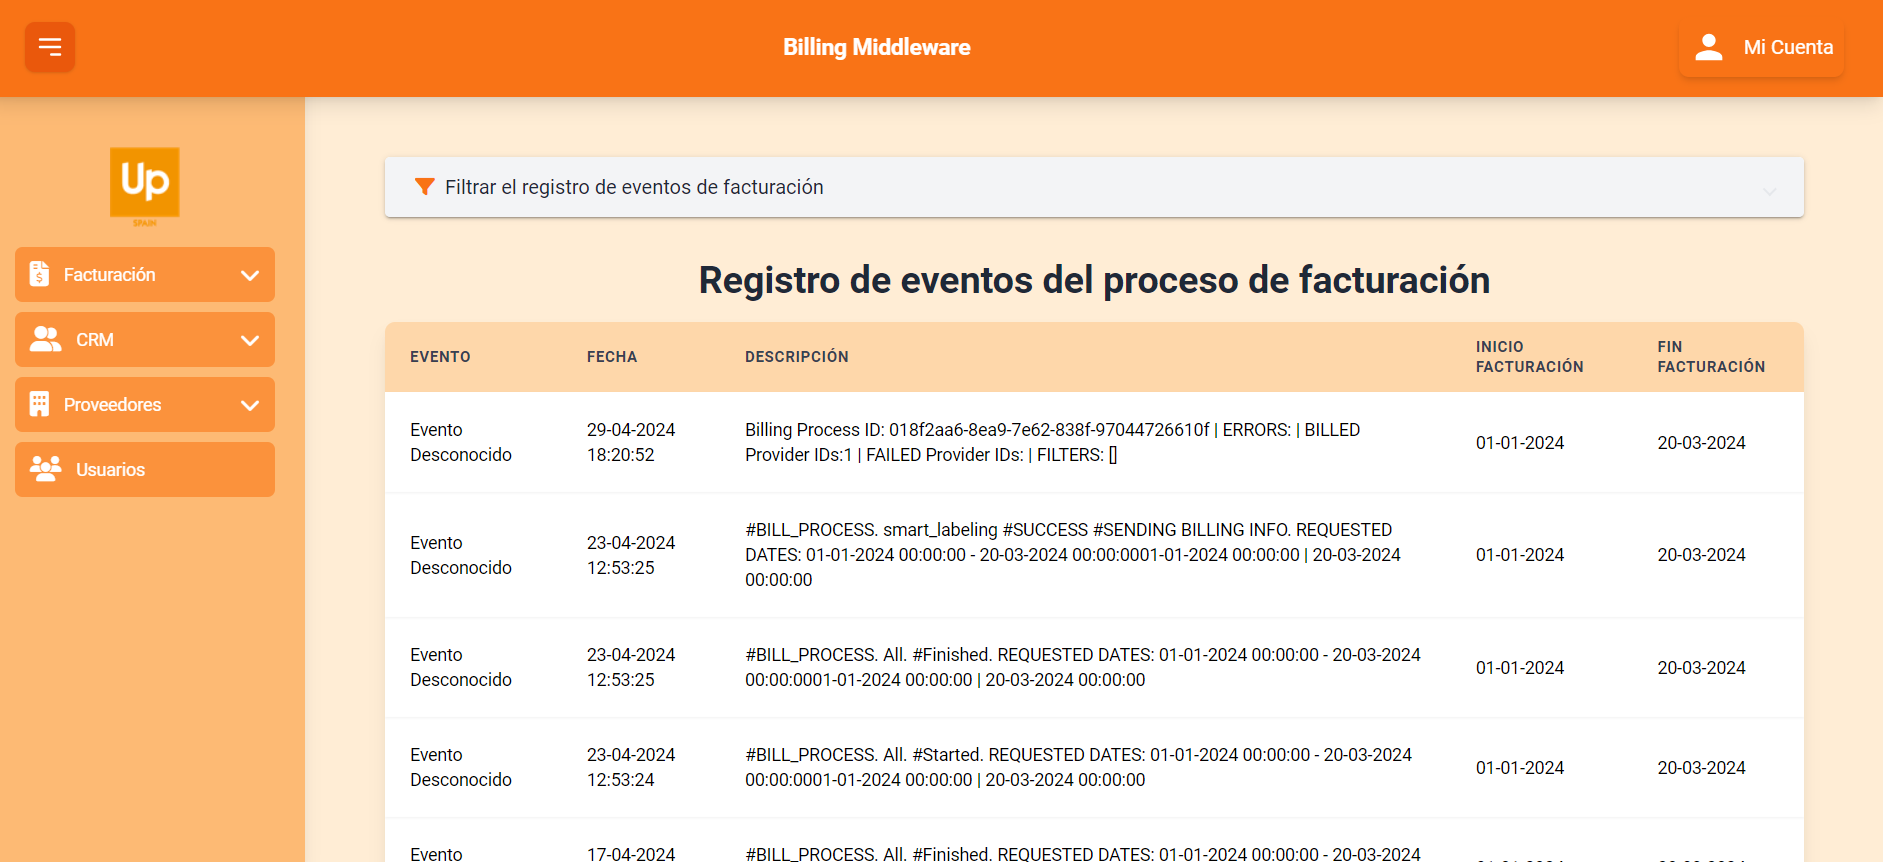 Billing Middleware
Mi Cuenta
Up
SPAIN
Facturación
CRM
Proveedores
Usuarios
Filtrar el registro de eventos de facturación
Registro de eventos del proceso de facturación
EVENTO
FECHA
DESCRIPCIÓN
INICIO
FACTURACIÓN
FIN
FACTURACIÓN
Evento
Desconocido
29-04-2024
18:20:52
Billing Process ID: 018f2aa6-8ea9-7e62-838f-97044726610f | ERRORS: | BILLED
Provider IDs:1 | FAILED Provider IDs: | FILTERS: []
01-01-2024
20-03-2024
Evento
Desconocido
23-04-2024
12:53:25
#BILL_PROCESS. smart_labeling #SUCCESS #SENDING BILLING INFO. REQUESTED
DATES: 01-01-2024 00:00:00 - 20-03-2024 00:00:0001-01-2024 00:00:00 | 20-03-2024
00:00:00
01-01-2024
20-03-2024
Evento
Desconocido
23-04-2024
12:53:25
#BILL_PROCESS. All. #Finished. REQUESTED DATES: 01-01-2024 00:00:00 - 20-03-2024
00:00:0001-01-2024 00:00:00 | 20-03-2024 00:00:00
01-01-2024
20-03-2024
Evento
Desconocido
23-04-2024
12:53:24
#BILL_PROCESS. All. #Started. REQUESTED DATES: 01-01-2024 00:00:00 - 20-03-2024
00:00:0001-01-2024 00:00:00 | 20-03-2024 00:00:00
01-01-2024
20-03-2024
Evento
17-04-2024
#BILL_PROCESS. All. #Finished. REQUESTED DATES: 01-01-2024 00:00:00 - 20-03-2024